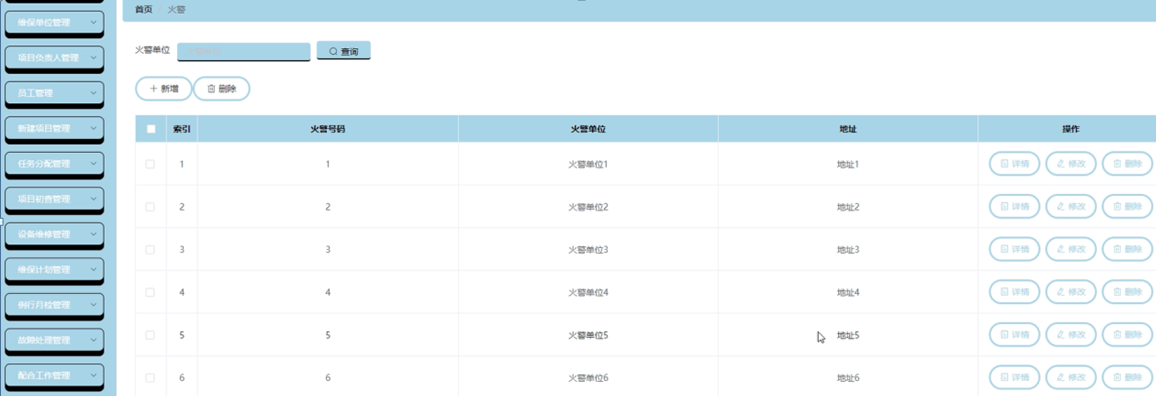 首页 火警
维保单位管理
项目负责人管理
员工管理
新建项目管理
任务分配管理
项目初查管理
设备维修管理
维保计划管理
例行月检管理
故障处理管理
配合工作管理
火警单位 火警单位 查询
新增 删除
索引 火警号码 火警单位 地址 操作
1 1 火警单位1 地址1 详情 修改 删除
2 2 火警单位2 地址2 详情 修改 删除
3 3 火警单位3 地址3 详情 修改 删除
4 4 火警单位4 地址4 详情 修改 删除
5 5 火警单位5 地址5 详情 修改 删除
6 6 火警单位6 地址6 详情 修改 删除